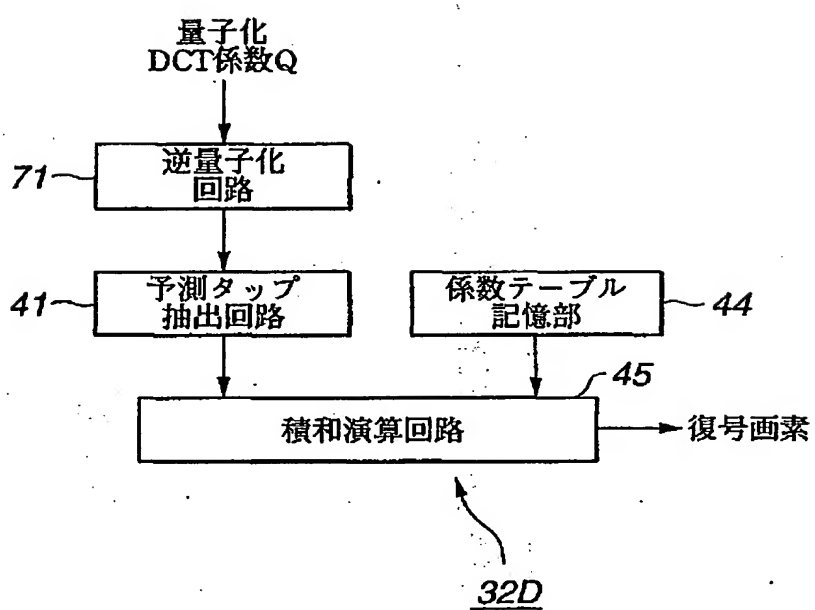 量子化
DCT係数Q
71
逆量子化
回路
41
予測タップ
抽出回路
係数テーブル
記憶部
44
45
積和演算回路
復号画素
32D